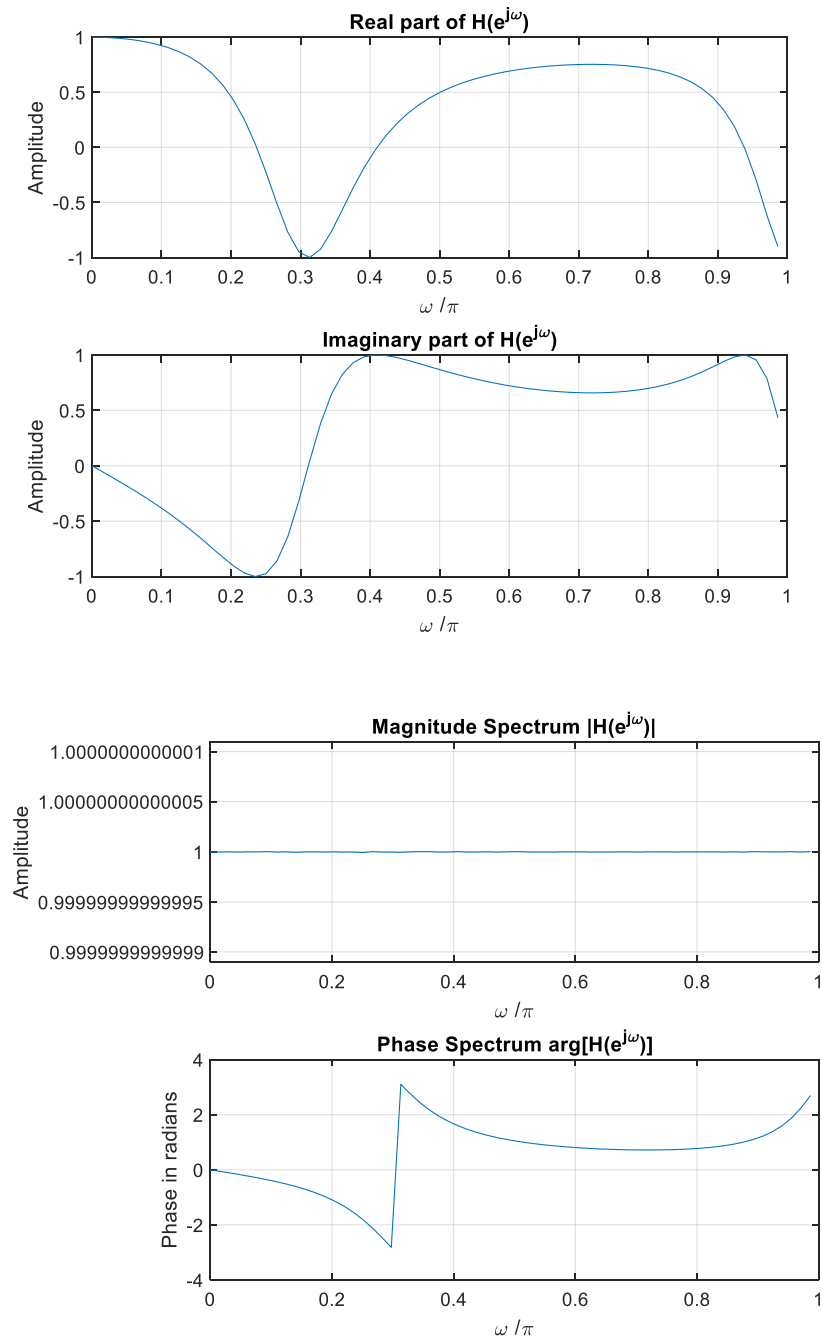 Real part of H(e^jω)
1
0.5
0
-0.5
-1
Amplitude
0 0.1 0.2 0.3 0.4 0.5 0.6 0.7 0.8 0.9 1
ω /π
Imaginary part of H(e^jω)
1
0.5
0
-0.5
-1
Amplitude
0 0.1 0.2 0.3 0.4 0.5 0.6 0.7 0.8 0.9 1
ω /π
Magnitude Spectrum |H(e^jω)|
1.0000000000001
1.00000000000005
1
0.99999999999995
0.9999999999999
Amplitude
0 0.2 0.4 0.6 0.8 1
ω /π
Phase Spectrum arg[H(e^jω)]
4
2
0
-2
-4
Phase in radians
0 0.2 0.4 0.6 0.8 1
ω /π